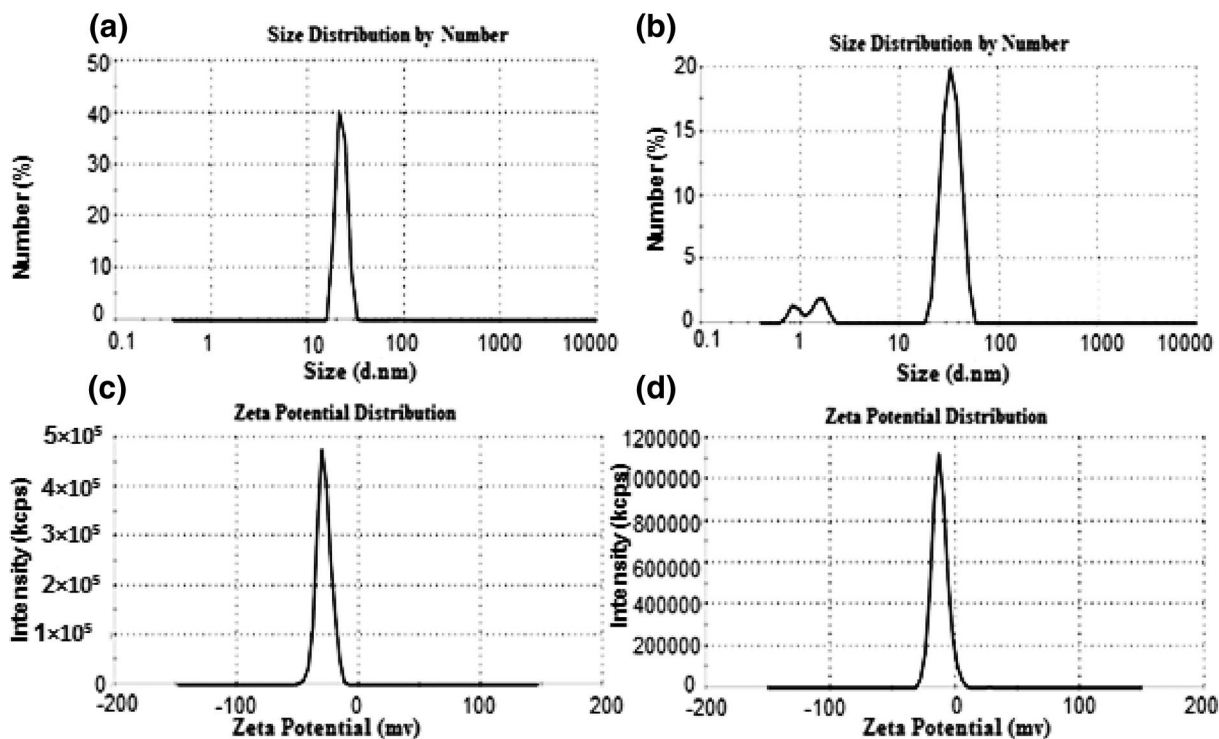 (a)
Size Distribution by Number
50
40
30
20
10
0
Number (%)
0.1 1 10 100 1000 10000
Size (d.nm)
(b)
Size Distribution by Number
20
15
10
5
0
Number (%)
0.1 1 10 100 1000 10000
Size (d.nm)
(c)
Zeta Potential Distribution
5×10⁵
4×10⁵
3×10⁵
2×10⁵
1×10⁵
0
Intensity (kcps)
-200 -100 0 100 200
Zeta Potential (mv)
(d)
Zeta Potential Distribution
1200000
1000000
800000
600000
400000
200000
0
Intensity (kcps)
-200 -100 0 100 200
Zeta Potential (mv)